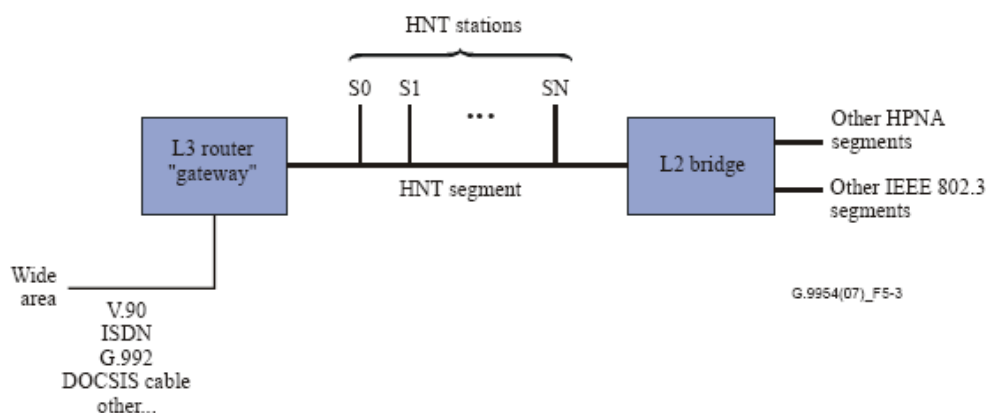 HNT stations
S0 S1 ... SN
L3 router
"gateway"
HNT segment
L2 bridge
Other HPNA
segments
Other IEEE 802.3
segments
Wide
area
V.90
ISDN
G.992
DOCSIS cable
other...
G.9954(07)_F5-3